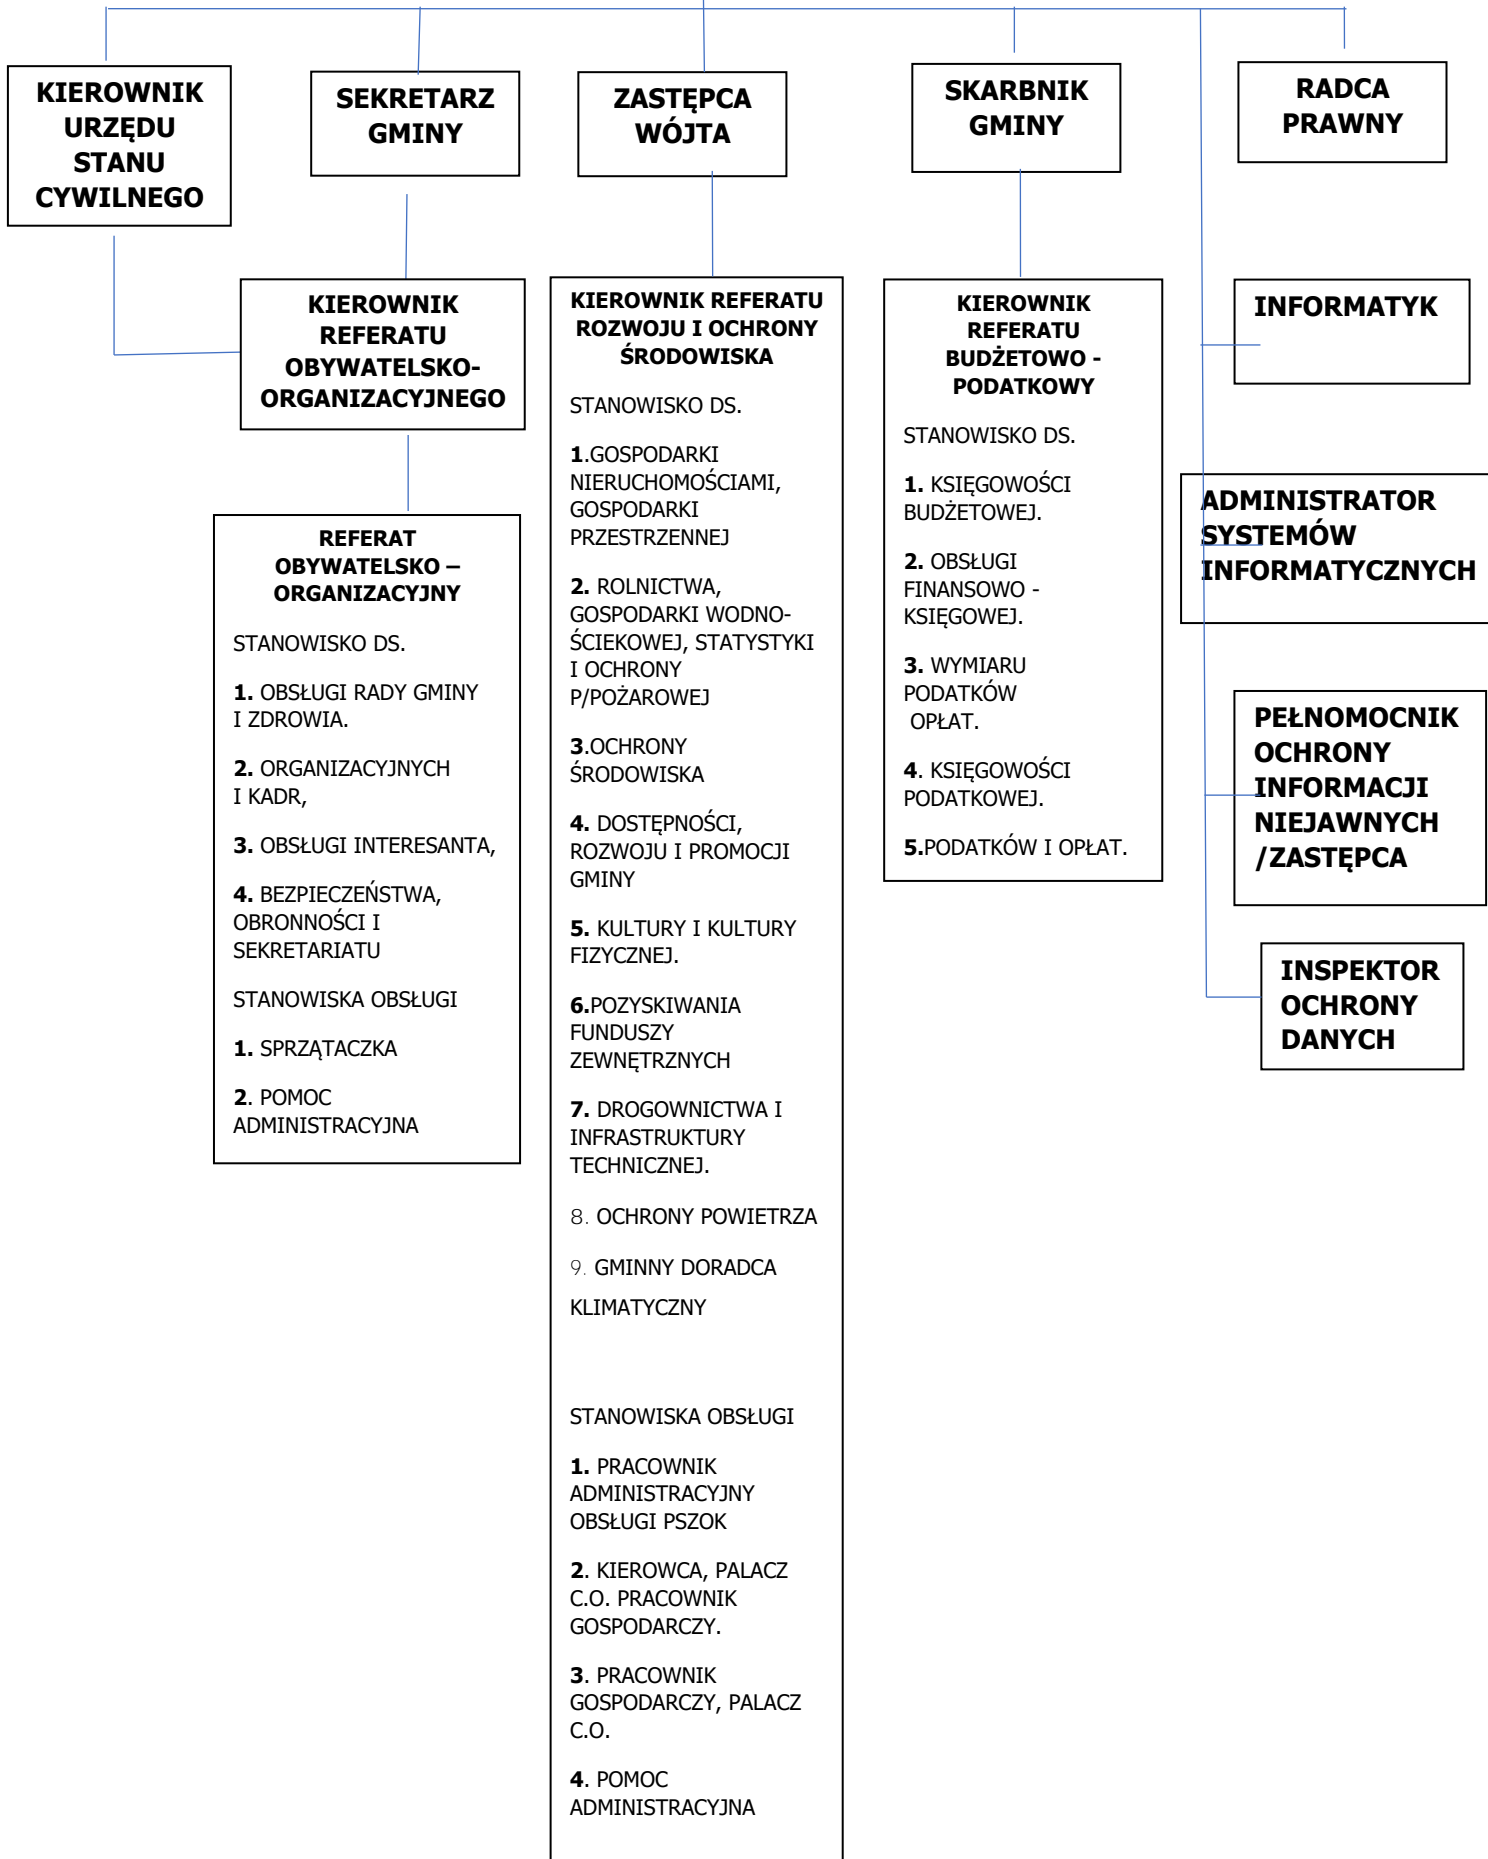 KIEROWNIK
URZĘDU
STANU
CYWILNEGO
SEKRETARZ
GMINY
ZASTĘPCA
WÓJTA
SKARBNIK
GMINY
RADCA
PRAWNY
KIEROWNIK
REFERATU
OBYWATELSKO-
ORGANIZACYJNEGO
REFERAT
OBYWATELSKO –
ORGANIZACYJNY
STANOWISKO DS.
1. OBSŁUGI RADY GMINY
I ZDROWIA.
2. ORGANIZACYJNYCH
I KADR,
3. OBSŁUGI INTERESANTA,
4. BEZPIECZEŃSTWA,
OBRONNOŚCI I
SEKRETARIATU
STANOWISKA OBSŁUGI
1. SPRZĄTACZKA
2. POMOC
ADMINISTRACYJNA
KIEROWNIK REFERATU
ROZWOJU I OCHRONY
ŚRODOWISKA
STANOWISKO DS.
1.GOSPODARKI
NIERUCHOMOŚCIAMI,
GOSPODARKI
PRZESTRZENNEJ
2. ROLNICTWA,
GOSPODARKI WODNO-
ŚCIEKOWEJ, STATYSTYKI
I OCHRONY
P/POŻAROWEJ
3.OCHRONY
ŚRODOWISKA
4. DOSTĘPNOŚCI,
ROZWOJU I PROMOCJI
GMINY
5. KULTURY I KULTURY
FIZYCZNEJ.
6.POZYSKIWANIA
FUNDUSZY
ZEWNĘTRZNYCH
7. DROGOWNICTWA I
INFRASTRUKTURY
TECHNICZNEJ.
8. OCHRONY POWIETRZA
9. GMINNY DORADCA
KLIMATYCZNY
STANOWISKA OBSŁUGI
1. PRACOWNIK
ADMINISTRACYJNY
OBSŁUGI PSZOK
2. KIEROWCA, PALACZ
C.O. PRACOWNIK
GOSPODARCZY.
3. PRACOWNIK
GOSPODARCZY, PALACZ
C.O.
4. POMOC
ADMINISTRACYJNA
KIEROWNIK
REFERATU
BUDŻETOWO -
PODATKOWY
STANOWISKO DS.
1. KSIĘGOWOŚCI
BUDŻETOWEJ.
2. OBSŁUGI
FINANSOWO -
KSIĘGOWEJ.
3. WYMIARU
PODATKÓW
OPŁAT.
4. KSIĘGOWOŚCI
PODATKOWEJ.
5.PODATKÓW I OPŁAT.
INFORMATYK
ADMINISTRATOR
SYSTEMÓW
INFORMATYCZNYCH
PEŁNOMOCNIK
OCHRONY
INFORMACJI
NIEJAWNYCH
/ZASTĘPCA
INSPEKTOR
OCHRONY
DANYCH